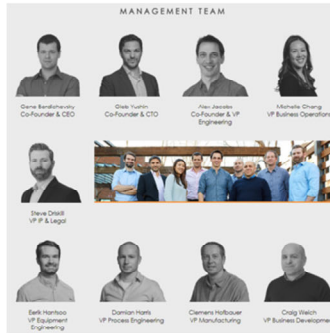 MANAGEMENT TEAM
Gene Berdichevsky
Co-Founder & CEO
Gleb Yushin
Co-Founder & CTO
Alex Jacobs
Co-Founder & VP
Engineering
Michelle Chang
VP Business Operations
Steve Driskill
VP IP & Legal
Eerik Hantsoo
VP Equipment
Engineering
Damian Harris
VP Process Engineering
Clemens Hofbauer
VP Manufacturing
Craig Welch
VP Business Development